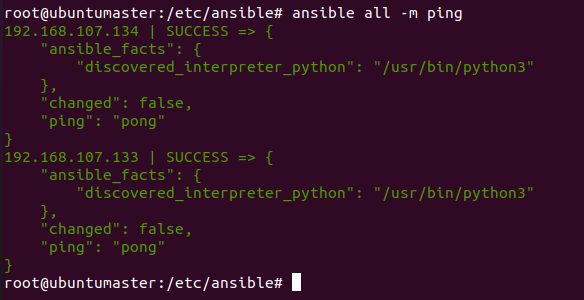 root@ubuntumaster:/etc/ansible# ansible all -m ping
192.168.107.134 | SUCCESS => {
    "ansible_facts": {
        "discovered_interpreter_python": "/usr/bin/python3"
    },
    "changed": false,
    "ping": "pong"
}
192.168.107.133 | SUCCESS => {
    "ansible_facts": {
        "discovered_interpreter_python": "/usr/bin/python3"
    },
    "changed": false,
    "ping": "pong"
}
root@ubuntumaster:/etc/ansible#